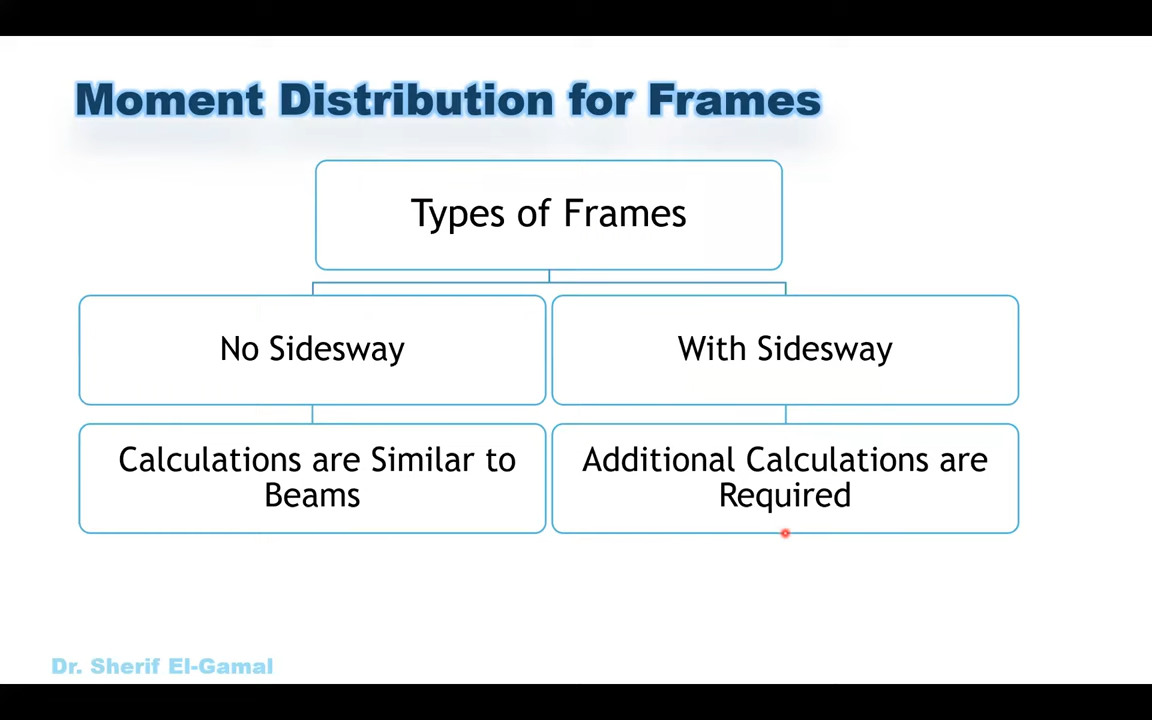 Moment Distribution for Frames
Types of Frames
No Sidesway
With Sidesway
Calculations are Similar to
Beams
Additional Calculations are
Required
Dr. Sherif El-Gamal